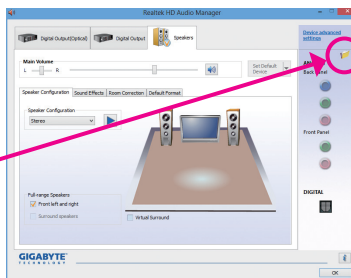 Realtek HD Audio Manager
Digital Output(Optical)
Digital Output
Speakers
Device advanced
settings
Main Volume
L
R
Set Default
Device
AN
Back Panel
Speaker Configuration
Sound Effects
Room Correction
Default Format
Speaker Configuration
Stereo
Front Panel
Full-range Speakers
Front left and right
Surround speakers
Virtual Surround
DIGITAL
GIGABYTE
TECHNOLOGY
OK